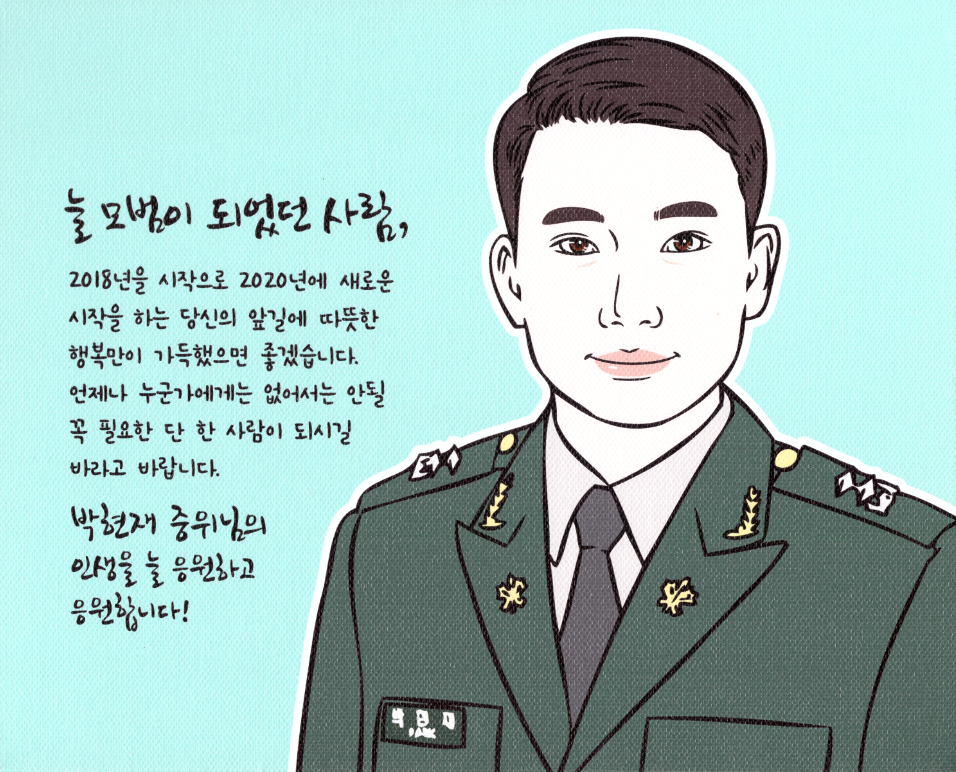 늘 모범이 되었던 사람,
2018년을 시작으로 2020년에 새로운
시작을 하는 당신의 앞길에 따뜻한
행복만이 가득했으면 좋겠습니다.
언제나 누군가에게는 없어서는 안될
꼭 필요한 단 한 사람이 되시길
바라고 바랍니다.
박현재 중위님의
인생을 늘 응원하고
응원합니다!